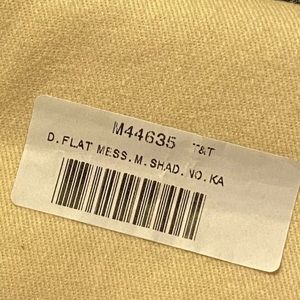 M44635 T&T
D. FLAT MESS. M. SHAD. NO. KA